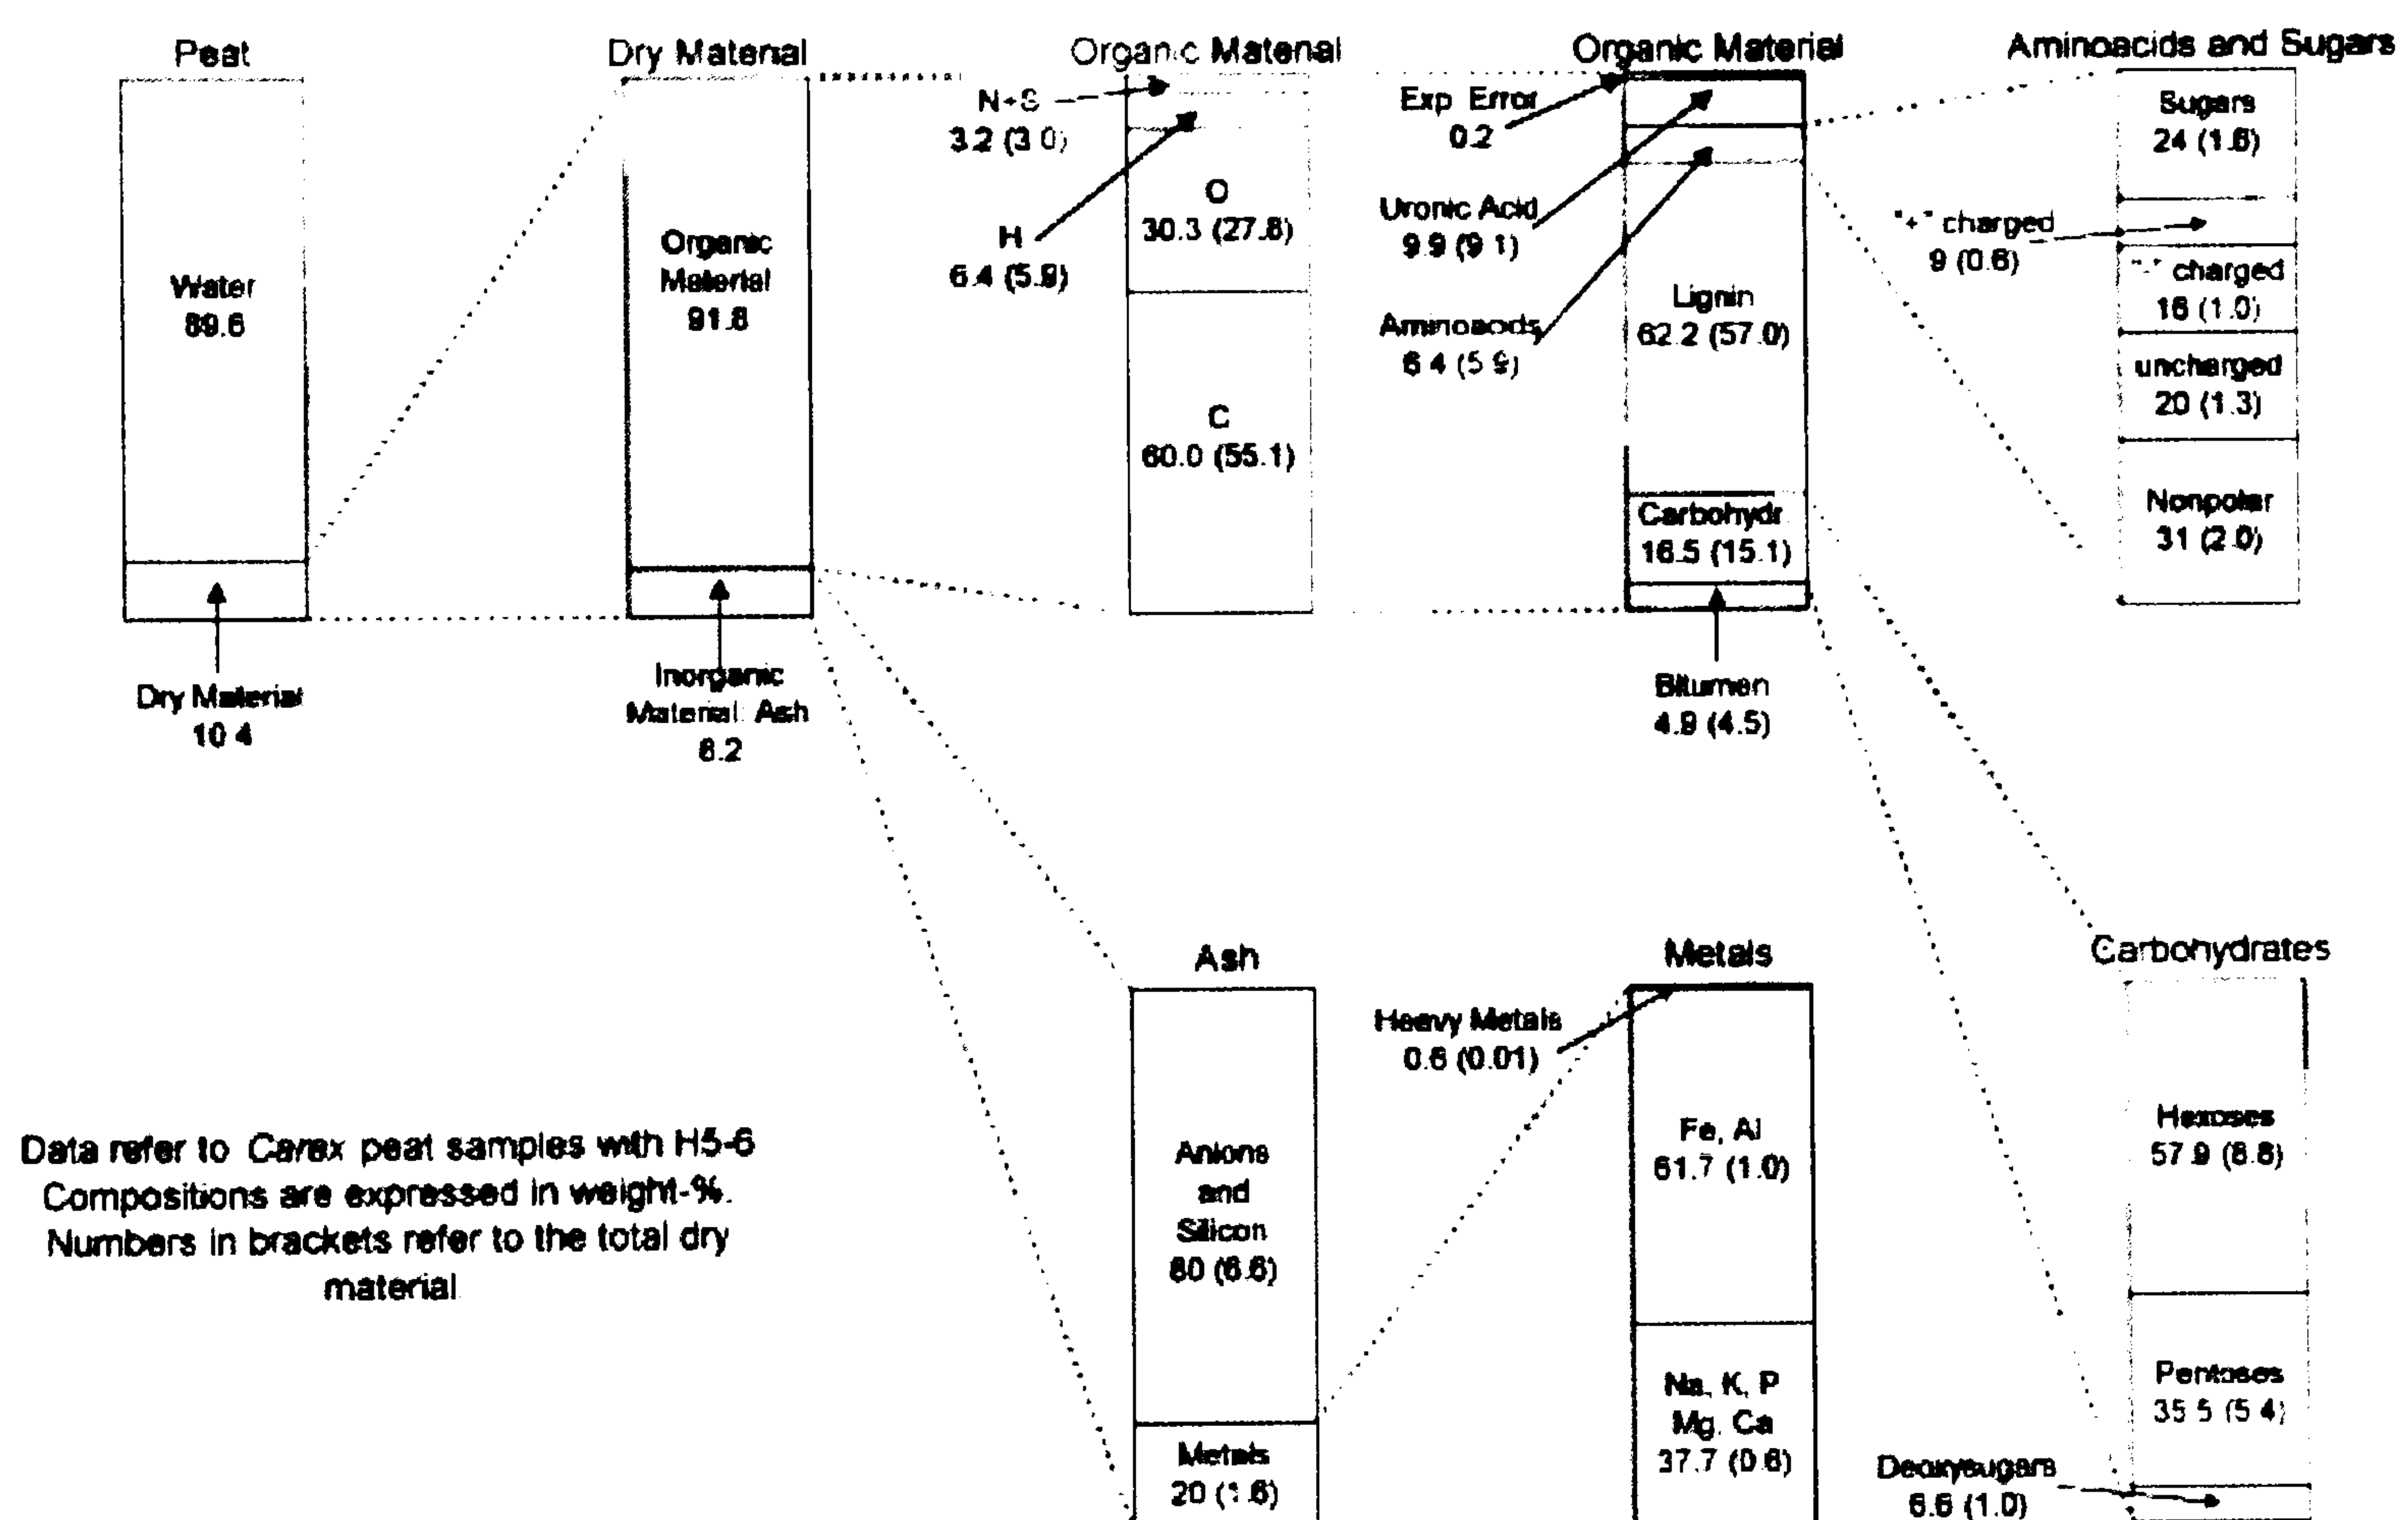 Peat
Water
89.6
Dry Material
10.4
Dry Material
Organic
Material
91.8
Inorganic
Material: Ash
8.2
Organic Material
N+S
3.2 (3.0)
H
6.4 (5.9)
O
30.3 (27.8)
C
60.0 (55.1)
Organic Material
Exp. Error
0.2
Uronic Acid
9.9 (9.1)
Aminoacids
6.4 (5.9)
Lignin
62.2 (57.0)
Carbohydr.
16.5 (15.1)
Bitumen
4.9 (4.5)
Aminoacids and Sugars
Sugars
24 (1.6)
"+" charged
9 (0.6)
"-" charged
16 (1.0)
uncharged
20 (1.3)
Nonpolar
31 (2.0)
Ash
Anions
and
Silicon
80 (6.6)
Metals
20 (1.6)
Metals
Heavy Metals
0.6 (0.01)
Fe, Al
61.7 (1.0)
Na, K, P
Mg, Ca
37.7 (0.6)
Carbohydrates
Hexoses
57.9 (8.8)
Pentoses
35.5 (5.4)
Deoxysugars
6.6 (1.0)
Data refer to Carex peat samples with H5-6
Compositions are expressed in weight-%.
Numbers in brackets refer to the total dry
material